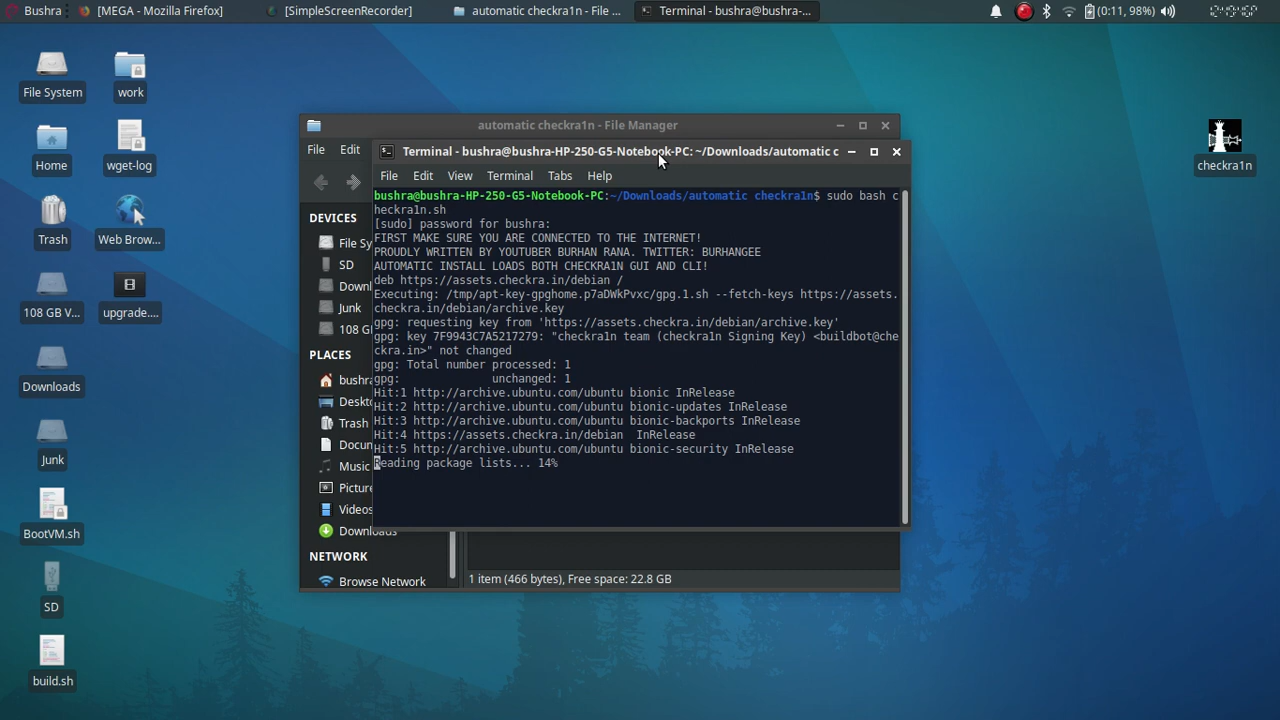 Bushra
[MEGA - Mozilla Firefox]
[SimpleScreenRecorder]
automatic checkra1n - File ...
Terminal - bushra@bushra-...
(0:11, 98%)
File System
work
Home
wget-log
Trash
Web Brow...
108 GB V...
upgrade....
Downloads
Junk
BootVM.sh
SD
build.sh
checkra1n
automatic checkra1n - File Manager
File
Edit
DEVICES
File Sy
SD
Downl
Junk
108 G
PLACES
bushra
Deskto
Trash
Docum
Music
Picture
Videos
Downloads
NETWORK
Browse Network
1 item (466 bytes), Free space: 22.8 GB
Terminal - bushra@bushra-HP-250-G5-Notebook-PC: ~/Downloads/automatic c
File Edit View Terminal Tabs Help
bushra@bushra-HP-250-G5-Notebook-PC:~/Downloads/automatic checkra1n$ sudo bash c
heckra1n.sh
[sudo] password for bushra:
FIRST MAKE SURE YOU ARE CONNECTED TO THE INTERNET!
PROUDLY WRITTEN BY YOUTUBER BURHAN RANA. TWITTER: BURHANGEE
AUTOMATIC INSTALL LOADS BOTH CHECKRA1N GUI AND CLI!
deb https://assets.checkra.in/debian /
Executing: /tmp/apt-key-gpghome.p7aDWkPvxc/gpg.1.sh --fetch-keys https://assets.
checkra.in/debian/archive.key
gpg: requesting key from 'https://assets.checkra.in/debian/archive.key'
gpg: key 7F9943C7A5217279: "checkra1n team (checkra1n Signing Key) <buildbot@che
ckra.in>" not changed
gpg: Total number processed: 1
gpg:              unchanged: 1
Hit:1 http://archive.ubuntu.com/ubuntu bionic InRelease
Hit:2 http://archive.ubuntu.com/ubuntu bionic-updates InRelease
Hit:3 http://archive.ubuntu.com/ubuntu bionic-backports InRelease
Hit:4 https://assets.checkra.in/debian  InRelease
Hit:5 http://archive.ubuntu.com/ubuntu bionic-security InRelease
Reading package lists... 14%